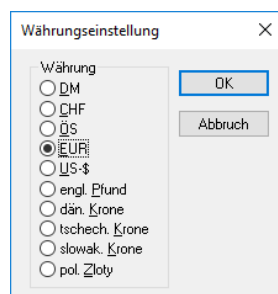 Währungseinstellung
Währung
DM
CHF
ÖS
EUR
US-$
engl. Pfund
dän. Krone
tschech. Krone
slowak. Krone
pol. Zloty
OK
Abbruch